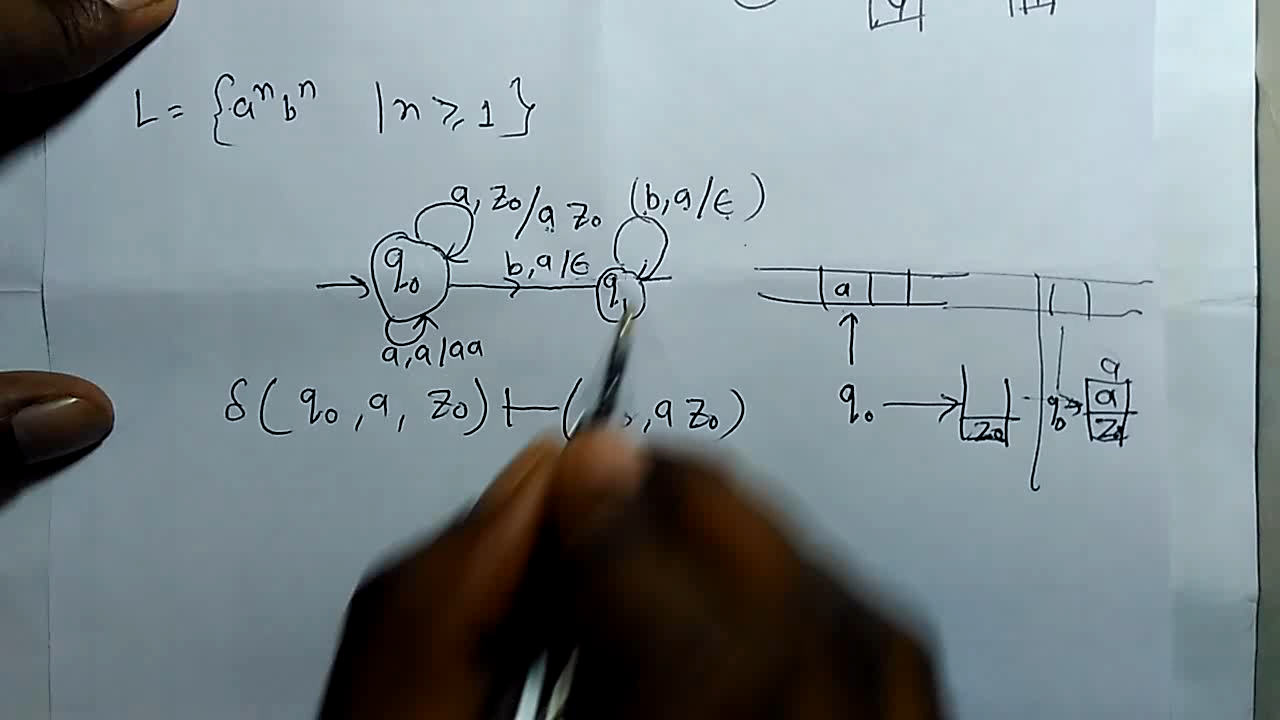 L = { aⁿbⁿ | n ≥ 1 }
a, z₀/a z₀
(b, a/ε)
q₀
b, a/ε
q₁
a, a/aa
a
δ( q₀, a, z₀) ⊢ ( , a z₀)
q₀
z₀
q₀
a
a
z₀